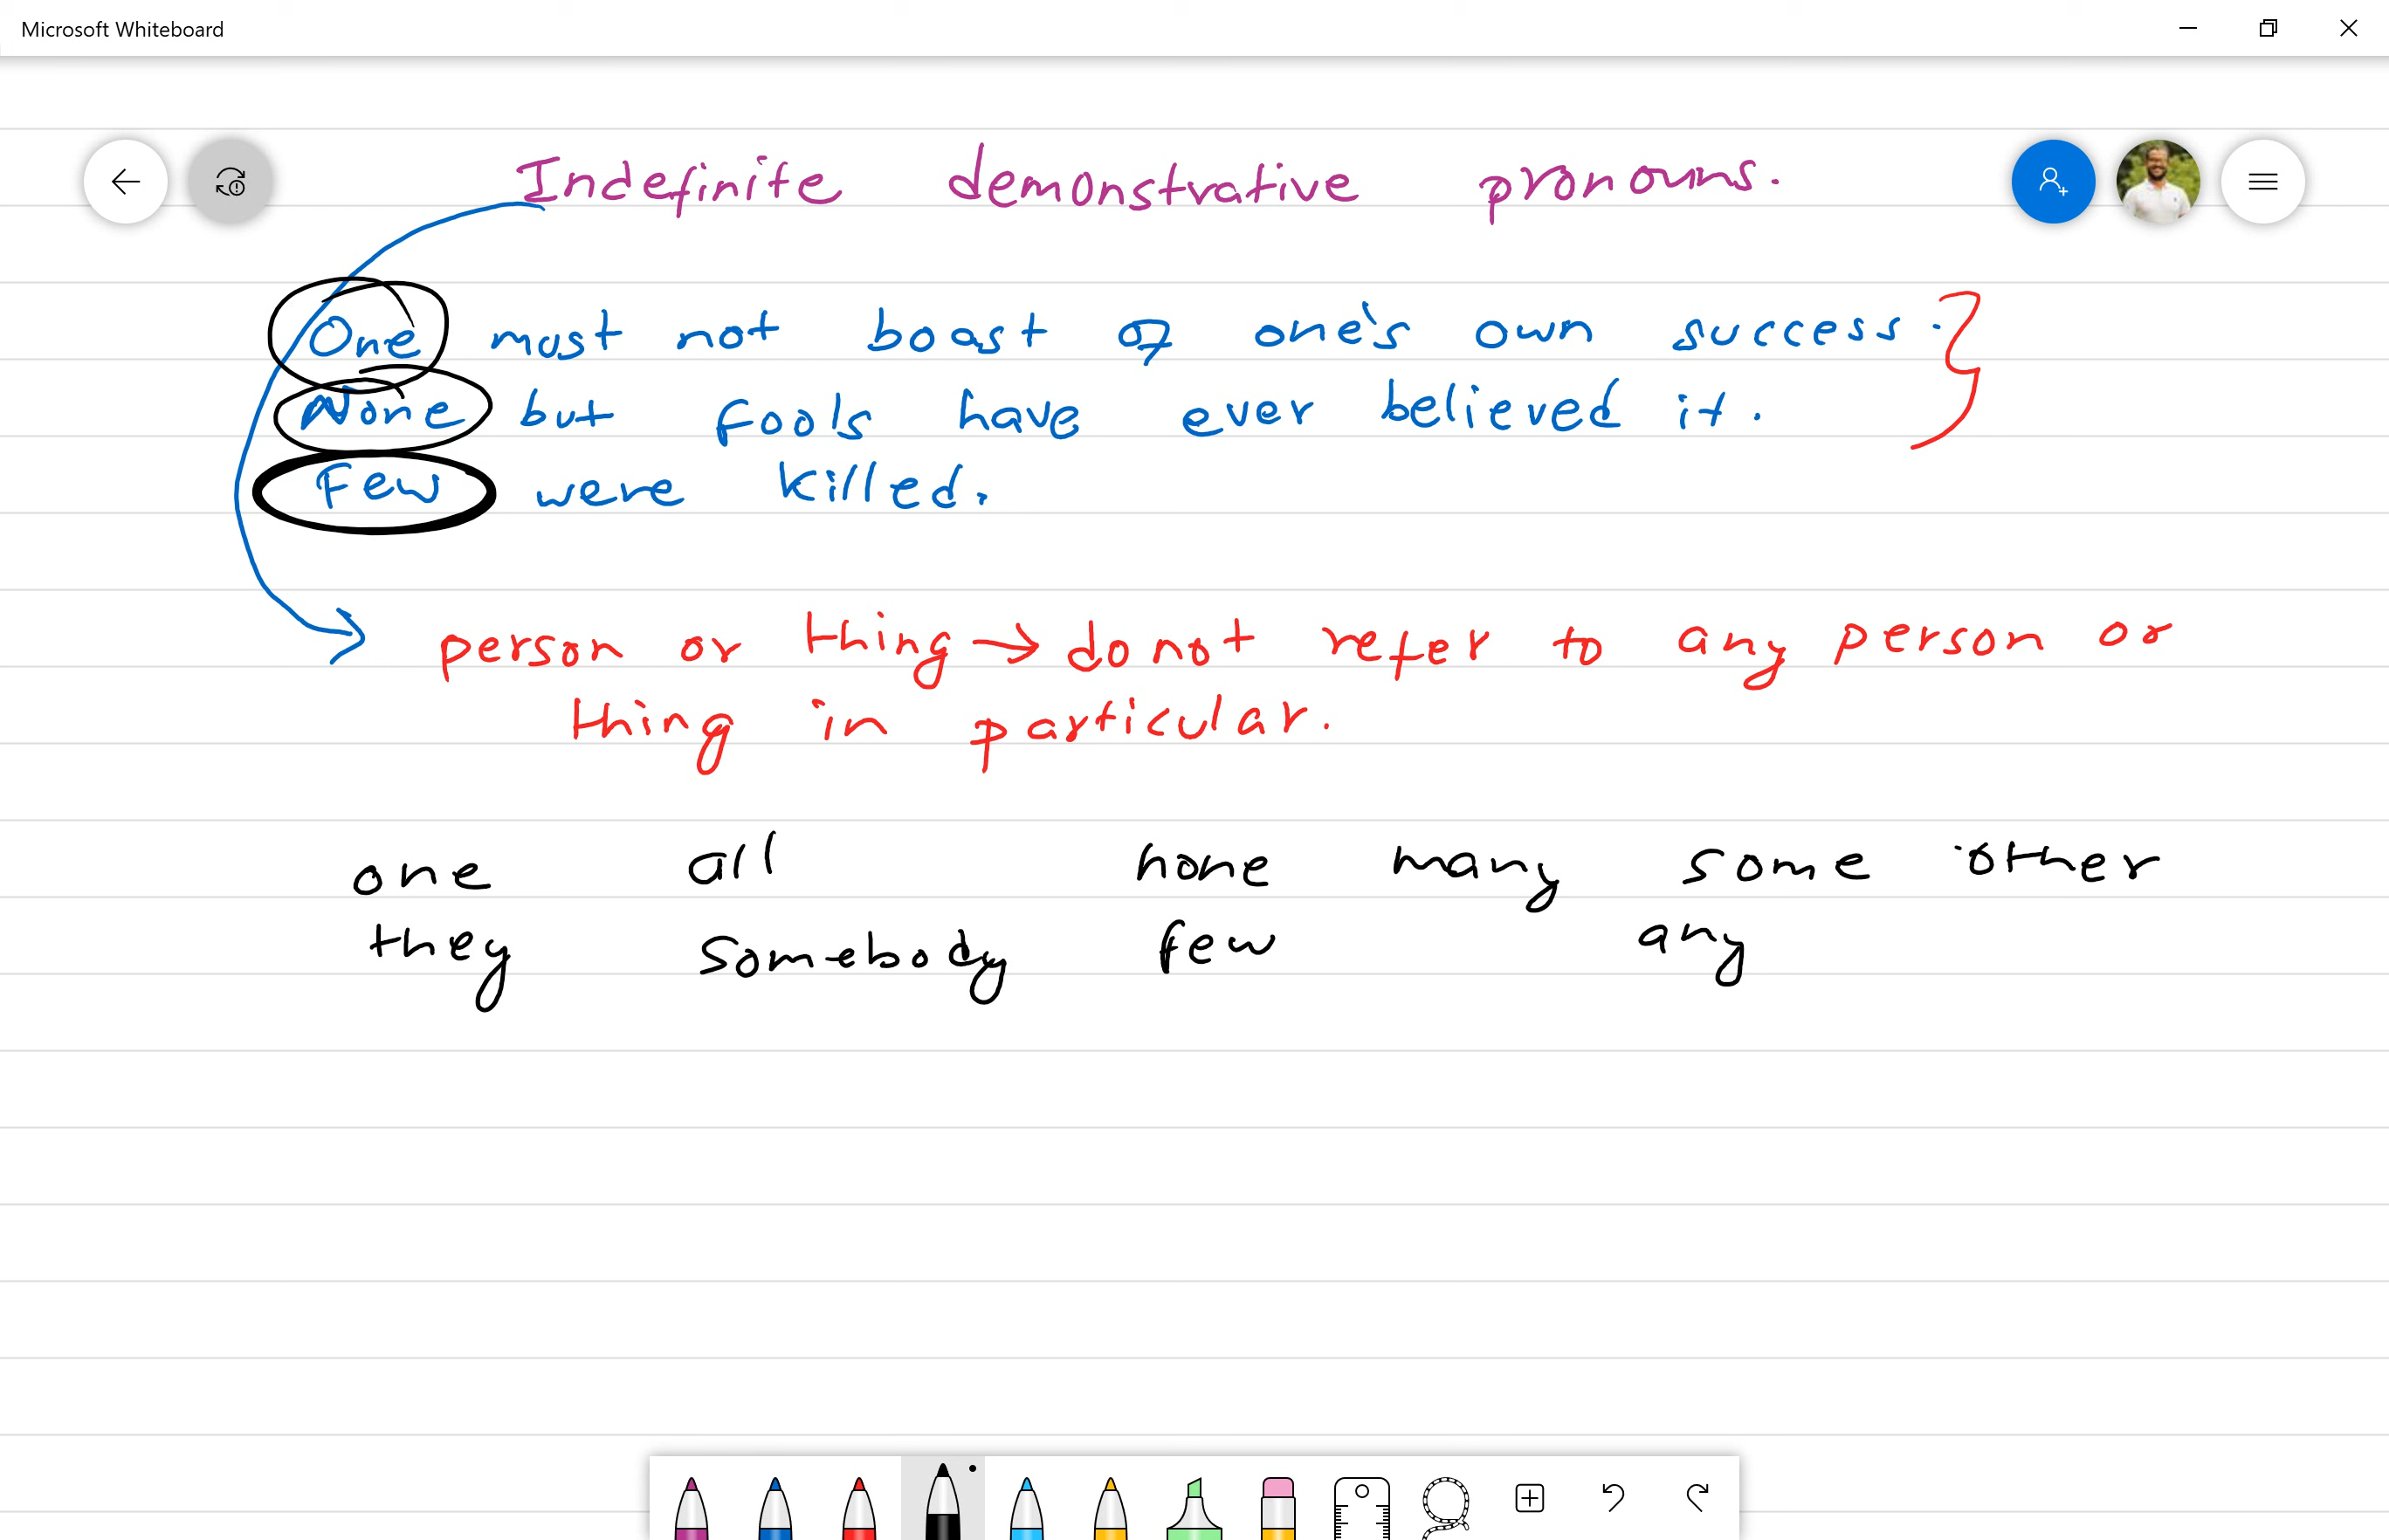 Microsoft Whiteboard
Indefinite demonstrative pronouns.
One must not boast of one's own success.
None but fools have ever believed it.
Few were killed.
person or thing → do not refer to any person or
thing in particular.
one all none many some other
they somebody few any